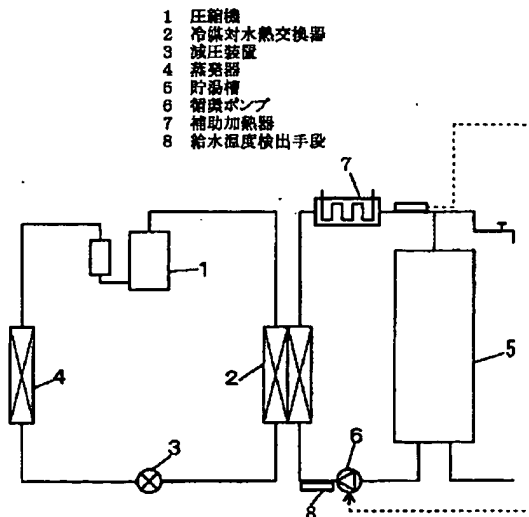 1 圧縮機
2 冷媒対水熱交換器
3 減圧装置
4 蒸発器
5 貯湯槽
6 循環ポンプ
7 補助加熱器
8 給水温度検出手段
7
1
2
4
5
3
6
8